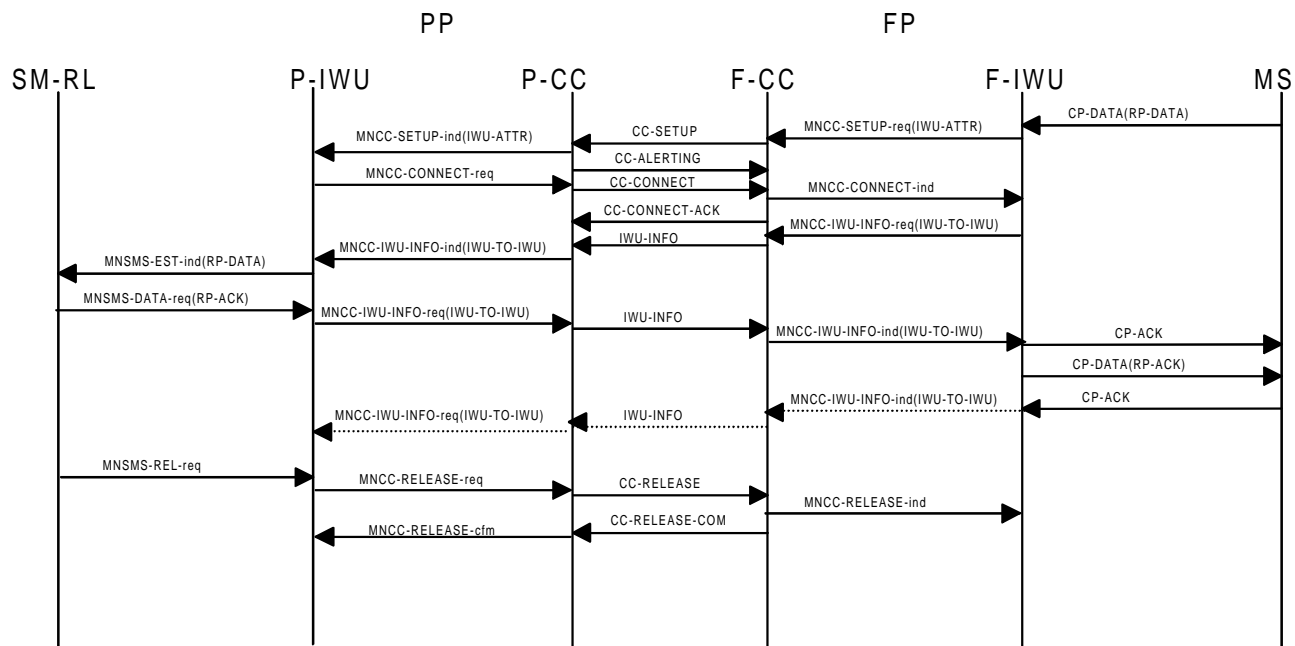 PP FP
SM-RL P-IWU P-CC F-CC F-IWU MS
CP-DATA(RP-DATA)
MNCC-SETUP-req(IWU-ATTR)
CC-SETUP
MNCC-SETUP-ind(IWU-ATTR)
CC-ALERTING
MNCC-CONNECT-req
CC-CONNECT
MNCC-CONNECT-ind
CC-CONNECT-ACK
MNCC-IWU-INFO-req(IWU-TO-IWU)
IWU-INFO
MNCC-IWU-INFO-ind(IWU-TO-IWU)
MNSMS-EST-ind(RP-DATA)
MNSMS-DATA-req(RP-ACK)
MNCC-IWU-INFO-req(IWU-TO-IWU)
IWU-INFO
MNCC-IWU-INFO-ind(IWU-TO-IWU)
CP-ACK
CP-DATA(RP-ACK)
CP-ACK
MNCC-IWU-INFO-ind(IWU-TO-IWU)
IWU-INFO
MNCC-IWU-INFO-req(IWU-TO-IWU)
MNSMS-REL-req
MNCC-RELEASE-req
CC-RELEASE
MNCC-RELEASE-ind
CC-RELEASE-COM
MNCC-RELEASE-cfm